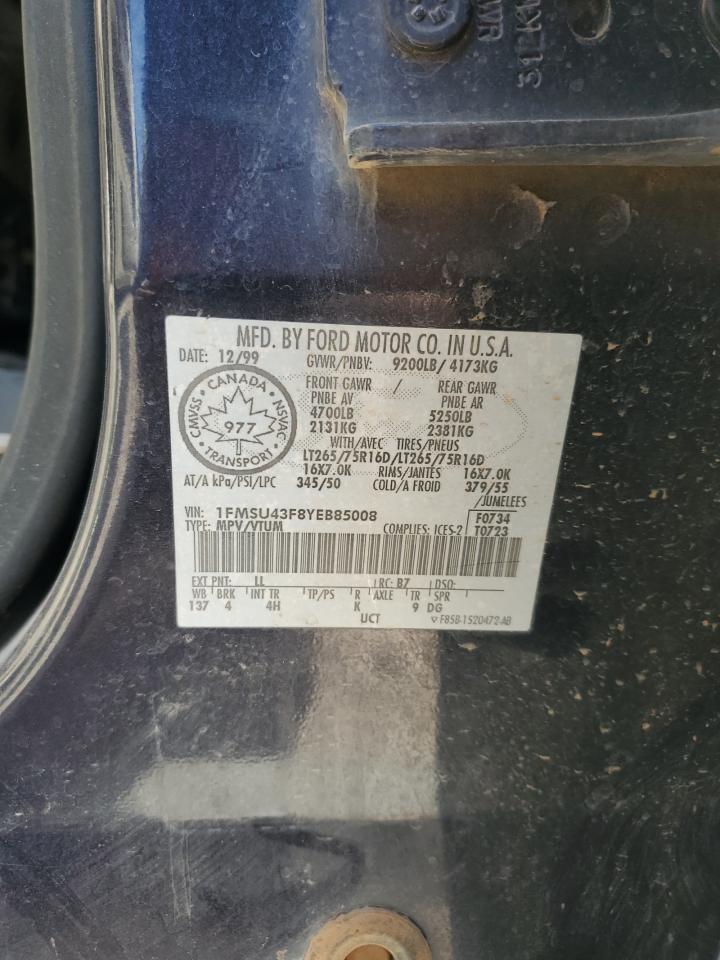 31LKW
AWR
MFD. BY FORD MOTOR CO. IN U.S.A.
DATE: 12/99 GVWR/PNBV: 9200LB/ 4173KG
CANADA
CMVSS NSVAC
977
TRANSPORT
FRONT GAWR / REAR GAWR
PNBE AV PNBE AR
4700LB 5250LB
2131KG 2381KG
WITH/AVEC TIRES/PNEUS
LT265/75R16D/LT265/75R16D
16X7.0K RIMS/JANTES 16X7.0K
AT/A kPa/PSI/LPC 345/50 COLD/A FROID 379/55
/JUMELEES
VIN: 1FMSU43F8YEB85008 F0734
TYPE: MPV/VTUM COMPLIES: ICES-2 T0723
EXT PNT: LL RC: B7 DSO:
WB BRK INT TR TP/PS R AXLE TR SPR
137 4 4H K 9 DG
UCT F85B-1520472-AB